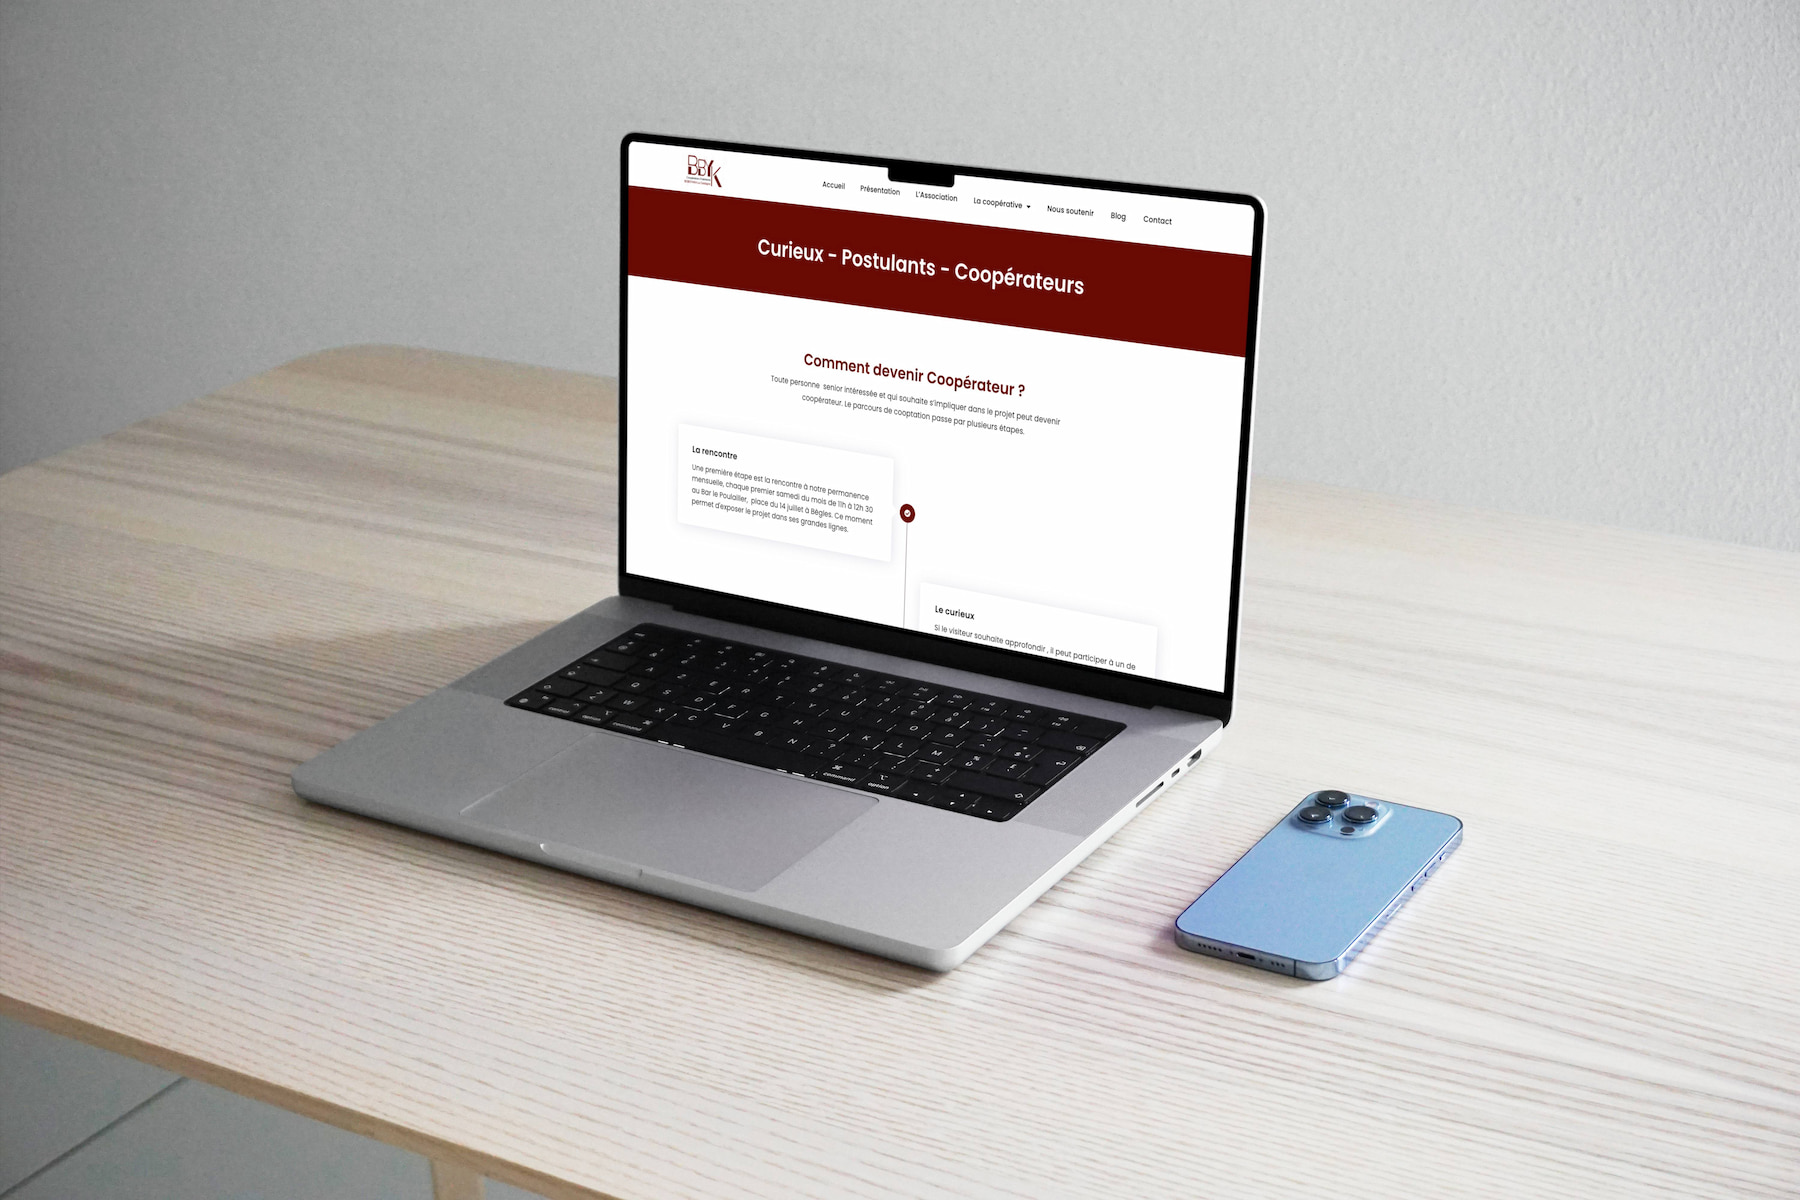 BBYK
Accueil Présentation L'Association La coopérative Nous soutenir Blog Contact
Curieux - Postulants - Coopérateurs
Comment devenir Coopérateur ?
Toute personne senior intéressée et qui souhaite s'impliquer dans le projet peut devenir
coopérateur. Le parcours de cooptation passe par plusieurs étapes.
La rencontre
Une première étape est la rencontre à notre permanence
mensuelle, chaque premier samedi du mois de 11h à 12h 30
au Bar le Poulailler, place du 14 juillet à Bègles. Ce moment
permet d'exposer le projet dans ses grandes lignes.
Le curieux
Si le visiteur souhaite approfondir , il peut participer à un de
command option
option command